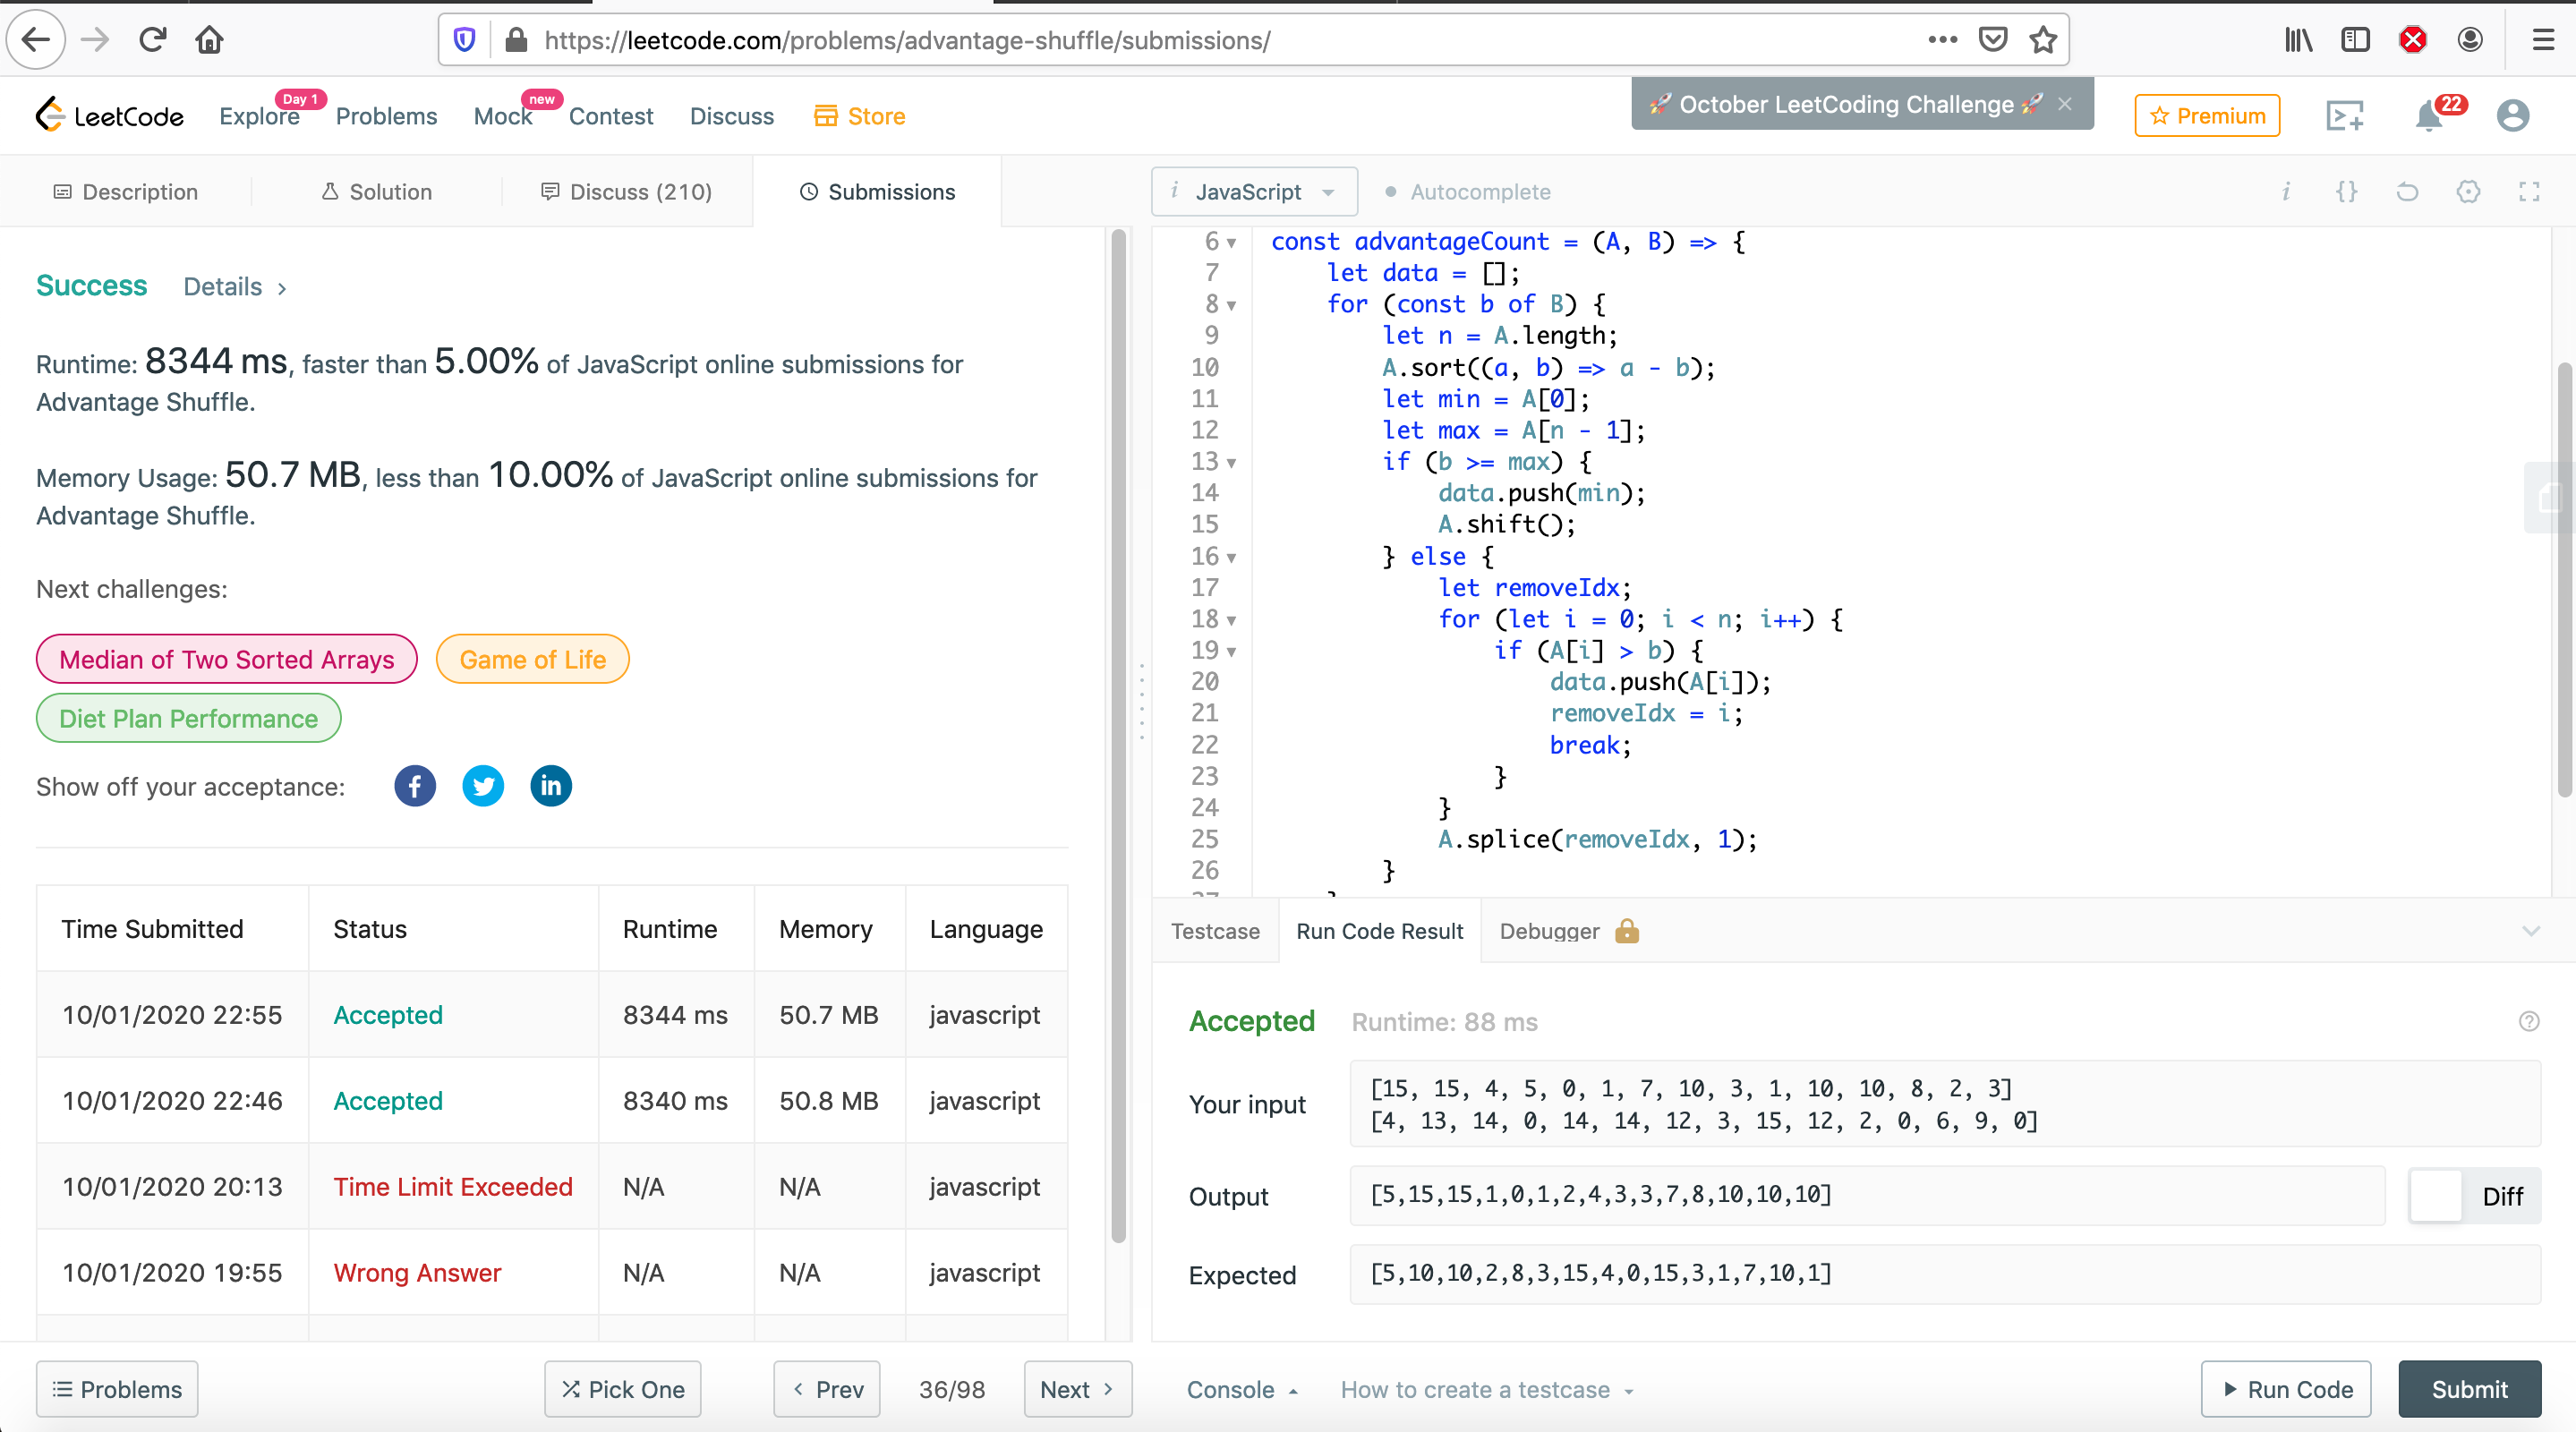 https://leetcode.com/problems/advantage-shuffle/submissions/
LeetCode
Explore Day 1
Problems
Mock new
Contest
Discuss
Store
🚀 October LeetCoding Challenge 🚀 ×
Premium
22
Description
Solution
Discuss (210)
Submissions
i JavaScript
Autocomplete
Success Details >
Runtime: 8344 ms, faster than 5.00% of JavaScript online submissions for
Advantage Shuffle.
Memory Usage: 50.7 MB, less than 10.00% of JavaScript online submissions for
Advantage Shuffle.
Next challenges:
Median of Two Sorted Arrays
Game of Life
Diet Plan Performance
Show off your acceptance:
Time Submitted Status Runtime Memory Language
10/01/2020 22:55 Accepted 8344 ms 50.7 MB javascript
10/01/2020 22:46 Accepted 8340 ms 50.8 MB javascript
10/01/2020 20:13 Time Limit Exceeded N/A N/A javascript
10/01/2020 19:55 Wrong Answer N/A N/A javascript
6 const advantageCount = (A, B) => {
7 let data = [];
8 for (const b of B) {
9 let n = A.length;
10 A.sort((a, b) => a - b);
11 let min = A[0];
12 let max = A[n - 1];
13 if (b >= max) {
14 data.push(min);
15 A.shift();
16 } else {
17 let removeIdx;
18 for (let i = 0; i < n; i++) {
19 if (A[i] > b) {
20 data.push(A[i]);
21 removeIdx = i;
22 break;
23 }
24 }
25 A.splice(removeIdx, 1);
26 }
Testcase
Run Code Result
Debugger
Accepted Runtime: 88 ms
Your input
[15, 15, 4, 5, 0, 1, 7, 10, 3, 1, 10, 10, 8, 2, 3]
[4, 13, 14, 0, 14, 14, 12, 3, 15, 12, 2, 0, 6, 9, 0]
Output
[5,15,15,1,0,1,2,4,3,3,7,8,10,10,10]
Diff
Expected
[5,10,10,2,8,3,15,4,0,15,3,1,7,10,1]
Problems
Pick One
< Prev
36/98
Next >
Console
How to create a testcase
Run Code
Submit